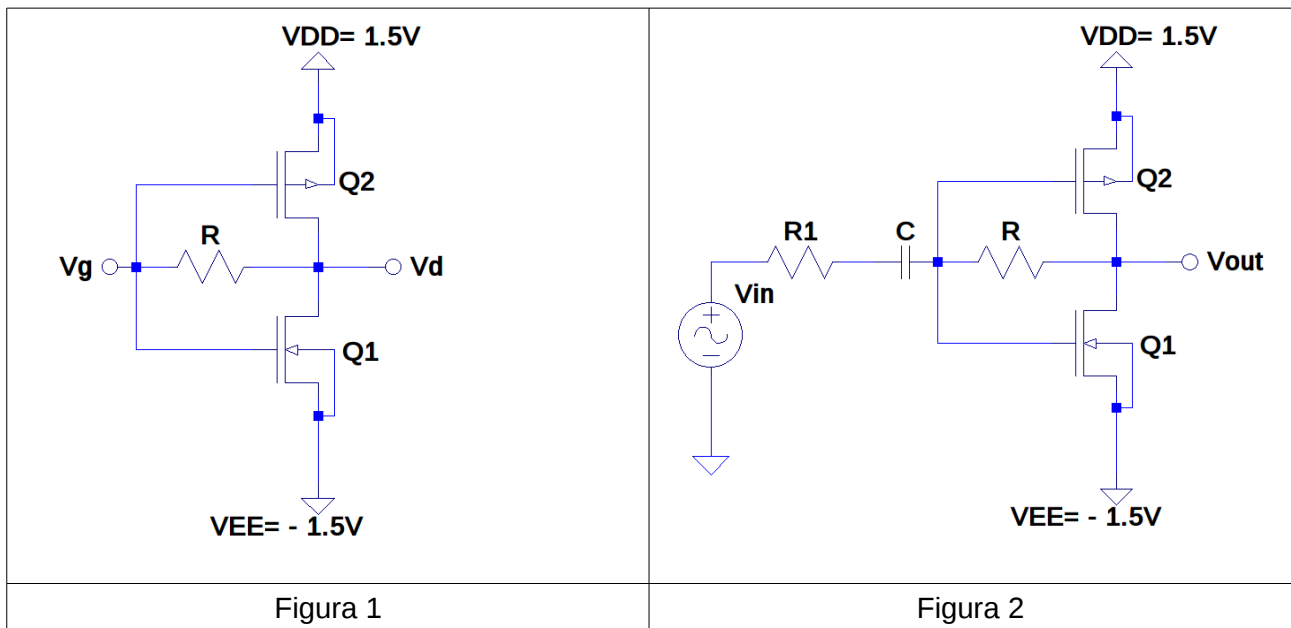 VDD= 1.5V
Q2
R
Vg
Vd
Q1
VEE= - 1.5V
Figura 1
VDD= 1.5V
Q2
R1
C
R
Vout
Vin
+
−
Q1
VEE= - 1.5V
Figura 2